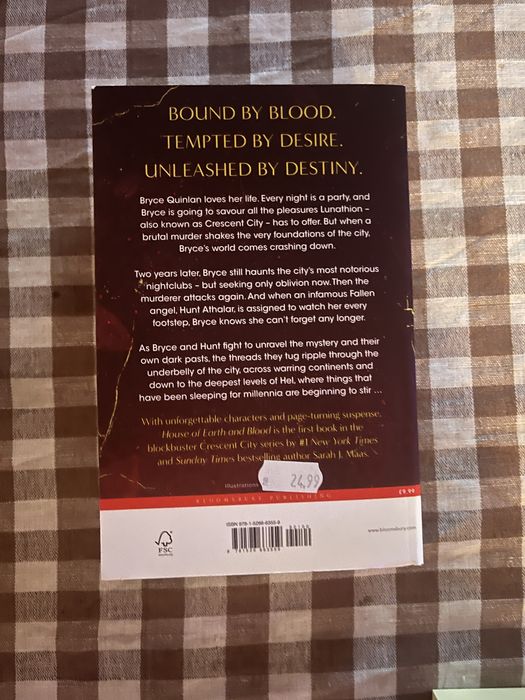 BOUND BY BLOOD.
TEMPTED BY DESIRE.
UNLEASHED BY DESTINY.
Bryce Quinlan loves her life. Every night is a party, and
Bryce is going to savour all the pleasures Lunathion –
also known as Crescent City – has to offer. But when a
brutal murder shakes the very foundations of the city,
Bryce's world comes crashing down.
Two years later, Bryce still haunts the city's most notorious
nightclubs – but seeking only oblivion now. Then the
murderer attacks again. And when an infamous Fallen
angel, Hunt Athalar, is assigned to watch her every
footstep, Bryce knows she can't forget any longer.
As Bryce and Hunt fight to unravel the mystery and their
own dark pasts, the threads they tug ripple through the
underbelly of the city, across warring continents and
down to the deepest levels of Hel, where things that
have been sleeping for millennia are beginning to stir ...
With unforgettable characters and page-turning suspense,
House of Earth and Blood is the first book in the
blockbuster Crescent City series by #1 New York Times
and Sunday Times bestselling author Sarah J. Maas.
24,99
Illustrations
BLOOMSBURY PUBLISHING
£9.99
FSC
www.bloomsbury.com